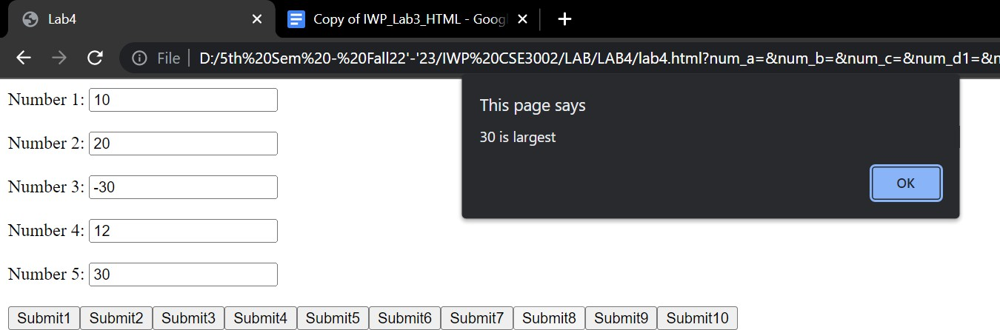 Lab4
Copy of IWP_Lab3_HTML - Goog
File
D:/5th%20Sem%20-%20Fall22'-'23/IWP%20CSE3002/LAB/LAB4/lab4.html?num_a=&num_b=&num_c=&num_d1=&n
This page says
30 is largest
OK
Number 1: 10
Number 2: 20
Number 3: -30
Number 4: 12
Number 5: 30
Submit1 Submit2 Submit3 Submit4 Submit5 Submit6 Submit7 Submit8 Submit9 Submit10